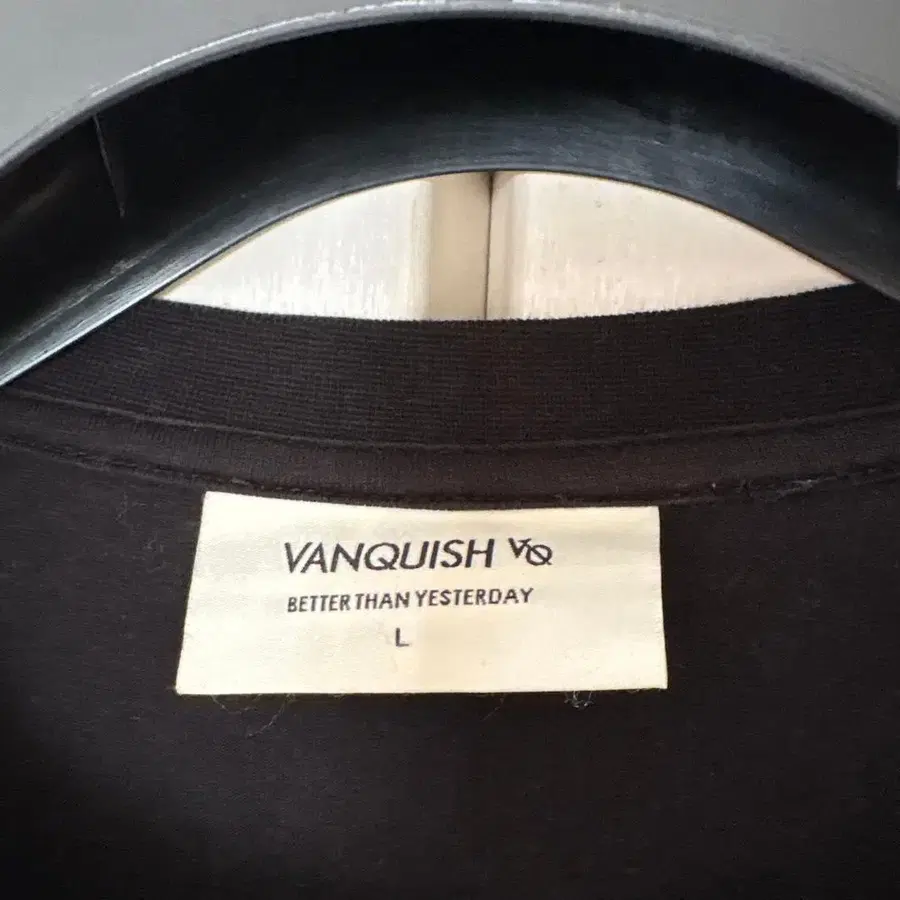 VANQUISH VQ
BETTER THAN YESTERDAY
L